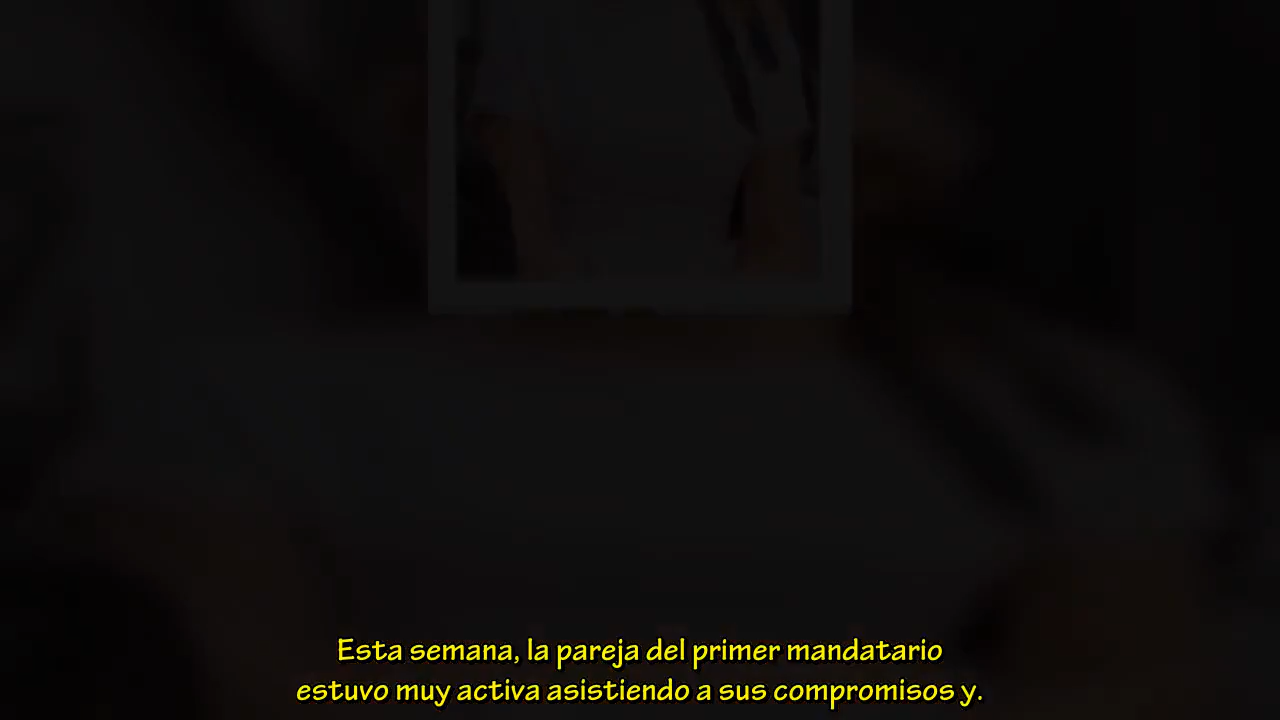 Esta semana, la pareja del primer mandatario
estuvo muy activa asistiendo a sus compromisos y.